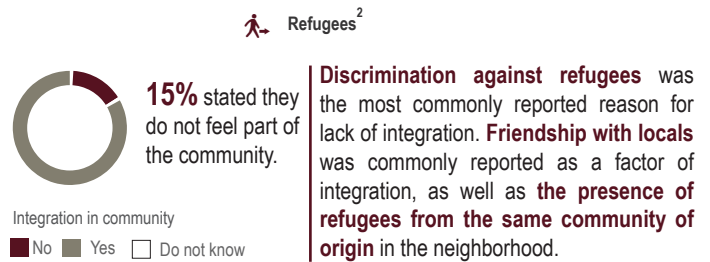 Refugees2
15% stated they
do not feel part of
the community.
Integration in community
No Yes Do not know
Discrimination against refugees was
the most commonly reported reason for
lack of integration. Friendship with locals
was commonly reported as a factor of
integration, as well as the presence of
refugees from the same community of
origin in the neighborhood.